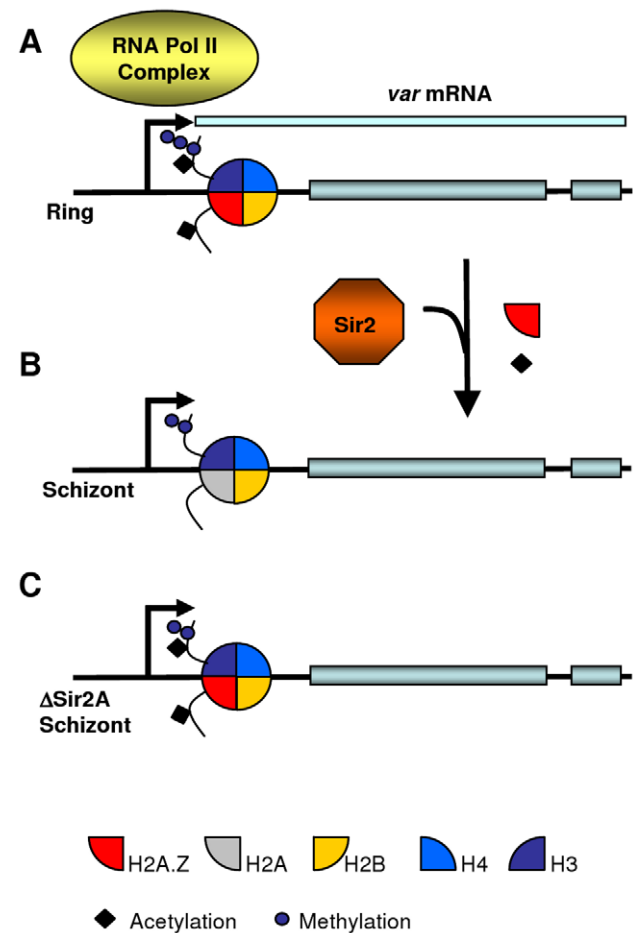 A
RNA Pol II
Complex
var mRNA
Ring
Sir2
B
Schizont
C
ΔSir2A
Schizont
H2A.Z H2A H2B H4 H3
Acetylation Methylation